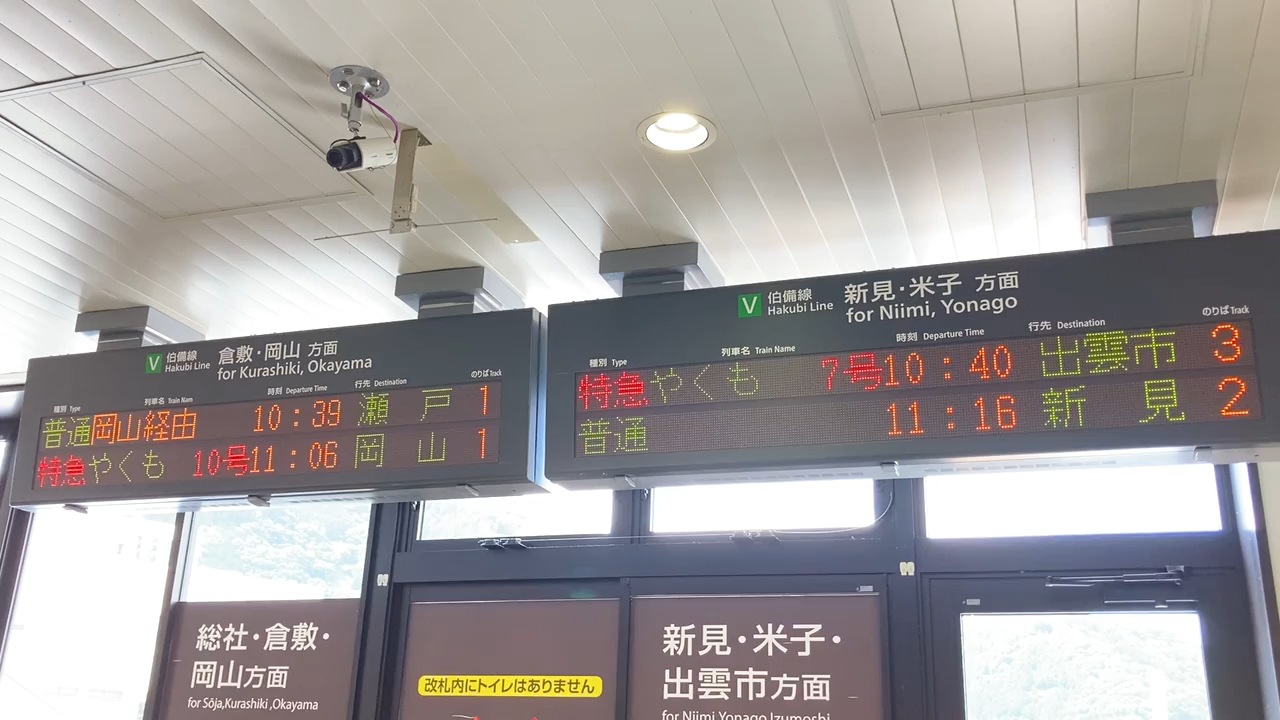 V 伯備線 Hakubi Line 倉敷・岡山 方面
for Kurashiki, Okayama
種別 Type 列車名 Train Nam 時刻 Departure Time 行先 Destination のりば Track
普通 岡山経由 10:39 瀬戸 1
特急 やくも 10号 11:06 岡山 1
V 伯備線 Hakubi Line 新見・米子 方面
for Niimi, Yonago
種別 Type 列車名 Train Name 時刻 Departure Time 行先 Destination のりば Track
特急 やくも 7号 10:40 出雲市 3
普通 11:16 新見 2
総社・倉敷・
岡山方面
for Sōja,Kurashiki,Okayama
改札内にトイレはありません
新見・米子・
出雲市方面
for Niimi,Yonago,Izumoshi